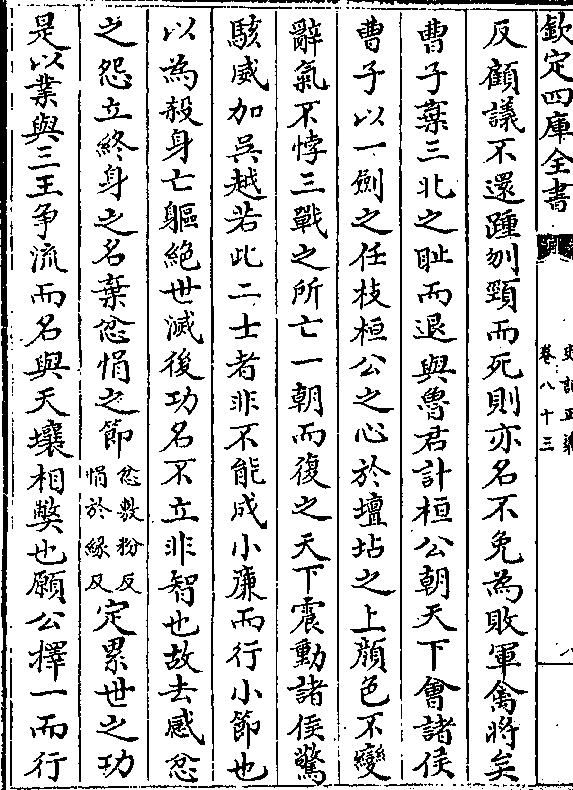 欽定四庫全書
史記正義
卷八十三
八
反顧議不還踵刎頸而死則亦名不免為敗軍禽將矣
曹子棄三北之恥而退與魯君計桓公朝天下會諸侯
曹子以一劍之任枝桓公之心於壇坫之上顔色不變
辭氣不悖三戰之所亡一朝而復之天下震動諸侯驚
駭威加吳越若此二士者非不能成小廉而行小節也
以為殺身亡軀絶世滅後功名不立非智也故去感忿
之怨立終身之名棄忿悁之節忿敷粉反悁於緣反定累世之功
是以業與三王爭流而名與天壤相弊也願公擇一而行